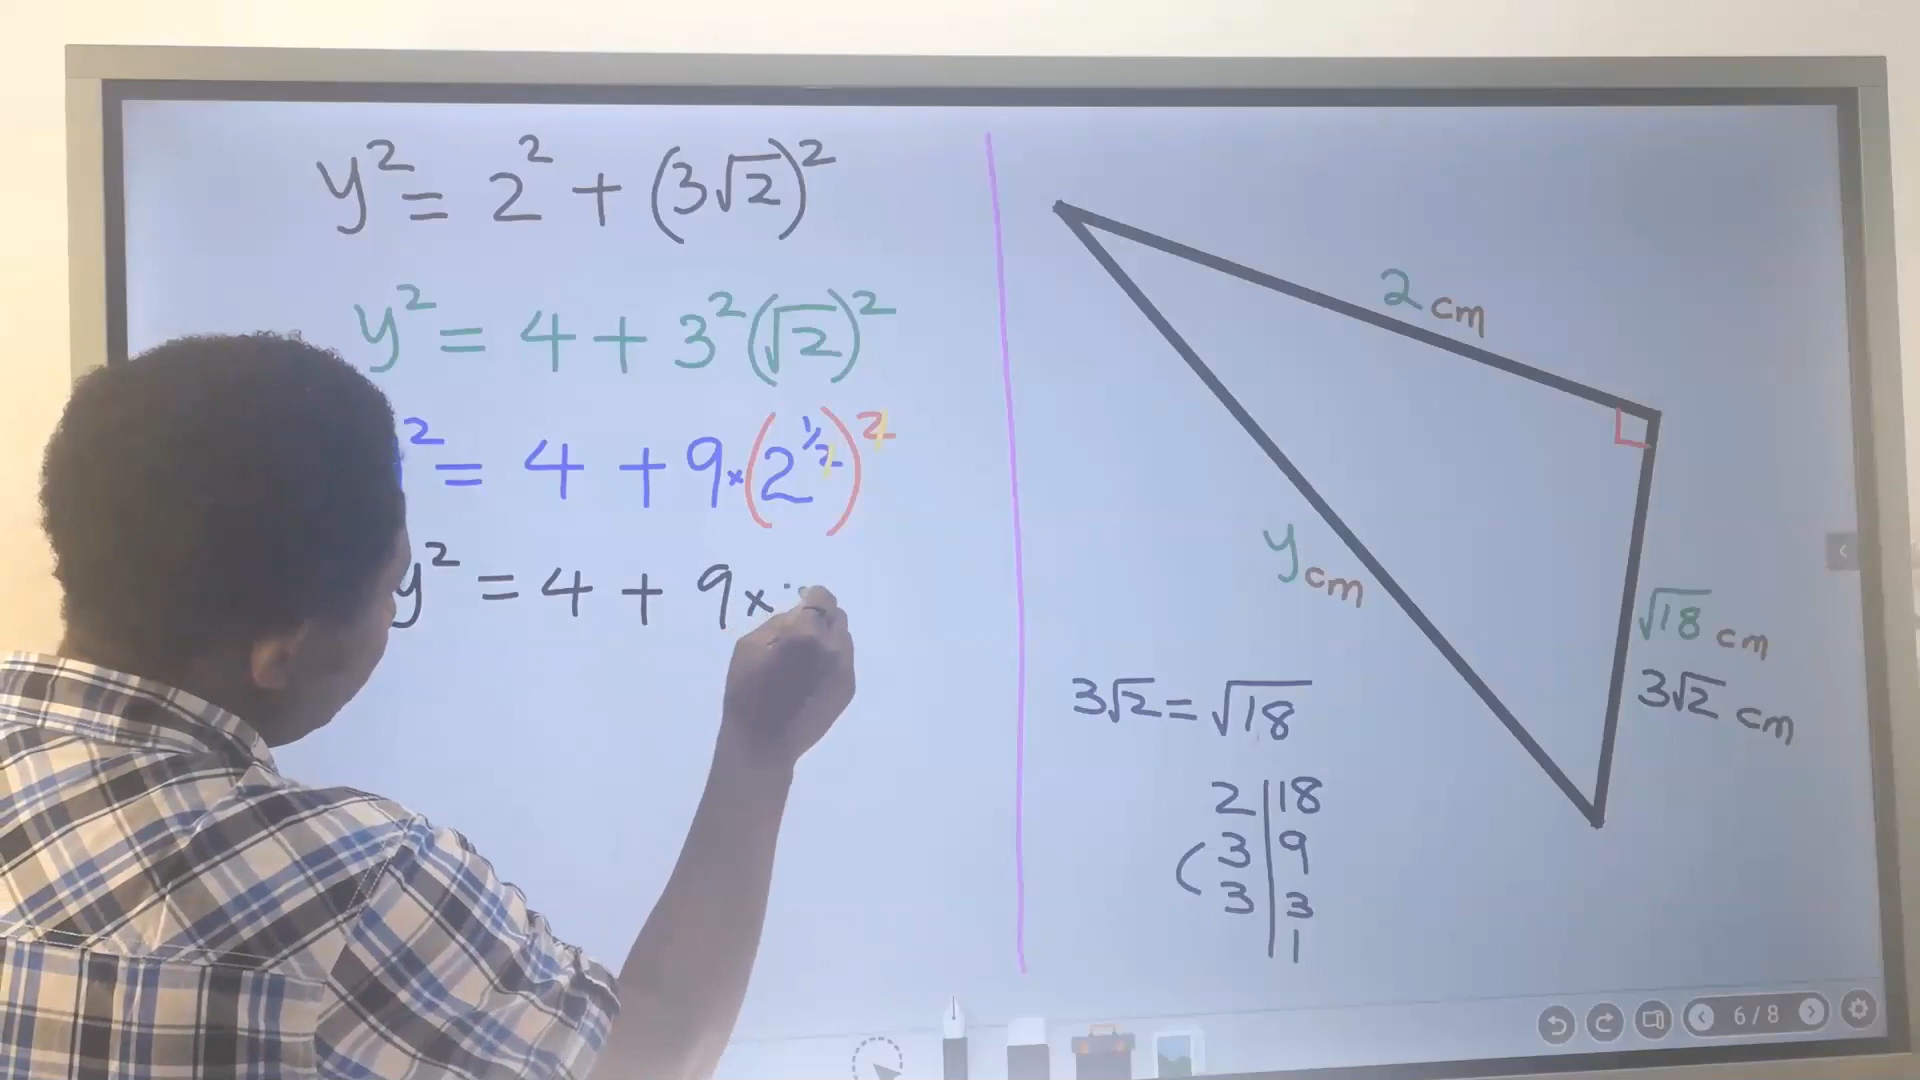 y² = 2² + (3√2)²
y² = 4 + 3²(√2)²
² = 4 + 9×(2^½)²
y² = 4 + 9×
2 cm
y cm
√18 cm
3√2 cm
3√2 = √18
2 | 18
3 | 9
3 | 3
1
6/8